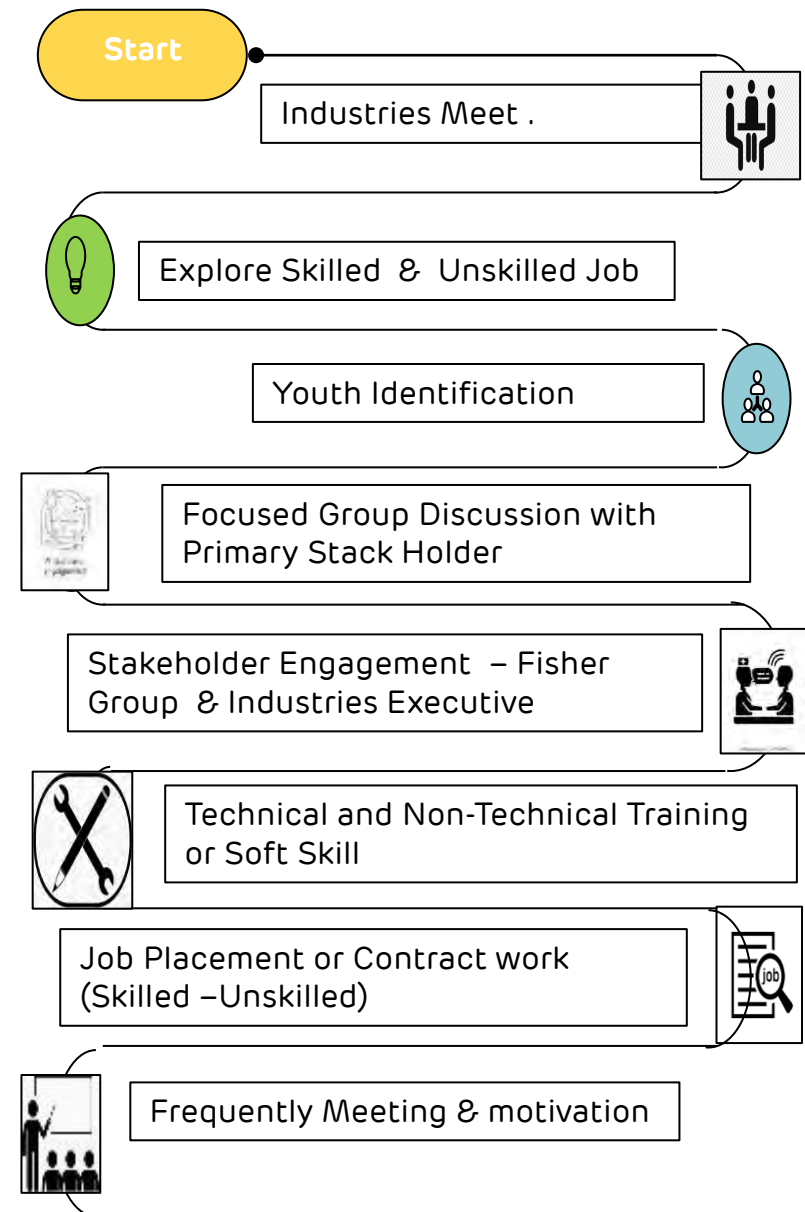 Start
Industries Meet .
Explore Skilled & Unskilled Job
Youth Identification
Focused Group Discussion with
Primary Stack Holder
Stakeholder Engagement – Fisher
Group & Industries Executive
Technical and Non-Technical Training
or Soft Skill
Job Placement or Contract work
(Skilled –Unskilled)
job
Frequently Meeting & motivation